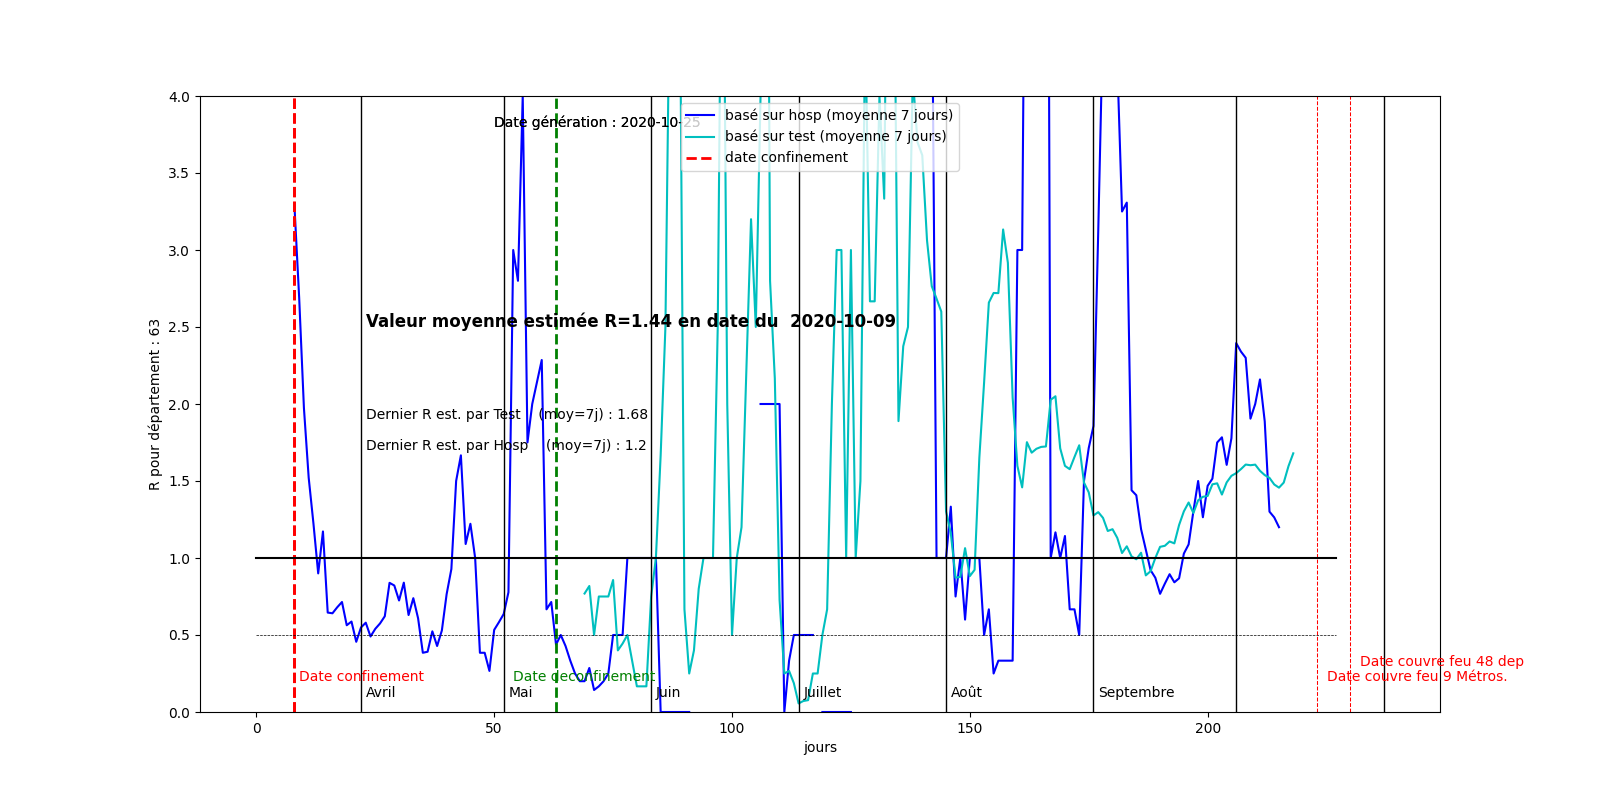 Date génération : 2020-10-25
basé sur hosp (moyenne 7 jours)
basé sur test (moyenne 7 jours)
date confinement
4.0
3.5
3.0
2.5
2.0
1.5
1.0
0.5
0.0
R pour département : 63
Valeur moyenne estimée R=1.44 en date du  2020-10-09
Dernier R est. par Test    (moy=7j) : 1.68
Dernier R est. par Hosp    (moy=7j) : 1.2
Date couvre feu 48 dep
Date confinement
Date deconfinement
Date couvre feu 9 Métros.
Avril
Mai
Juin
Juillet
Août
Septembre
0
50
100
150
200
jours